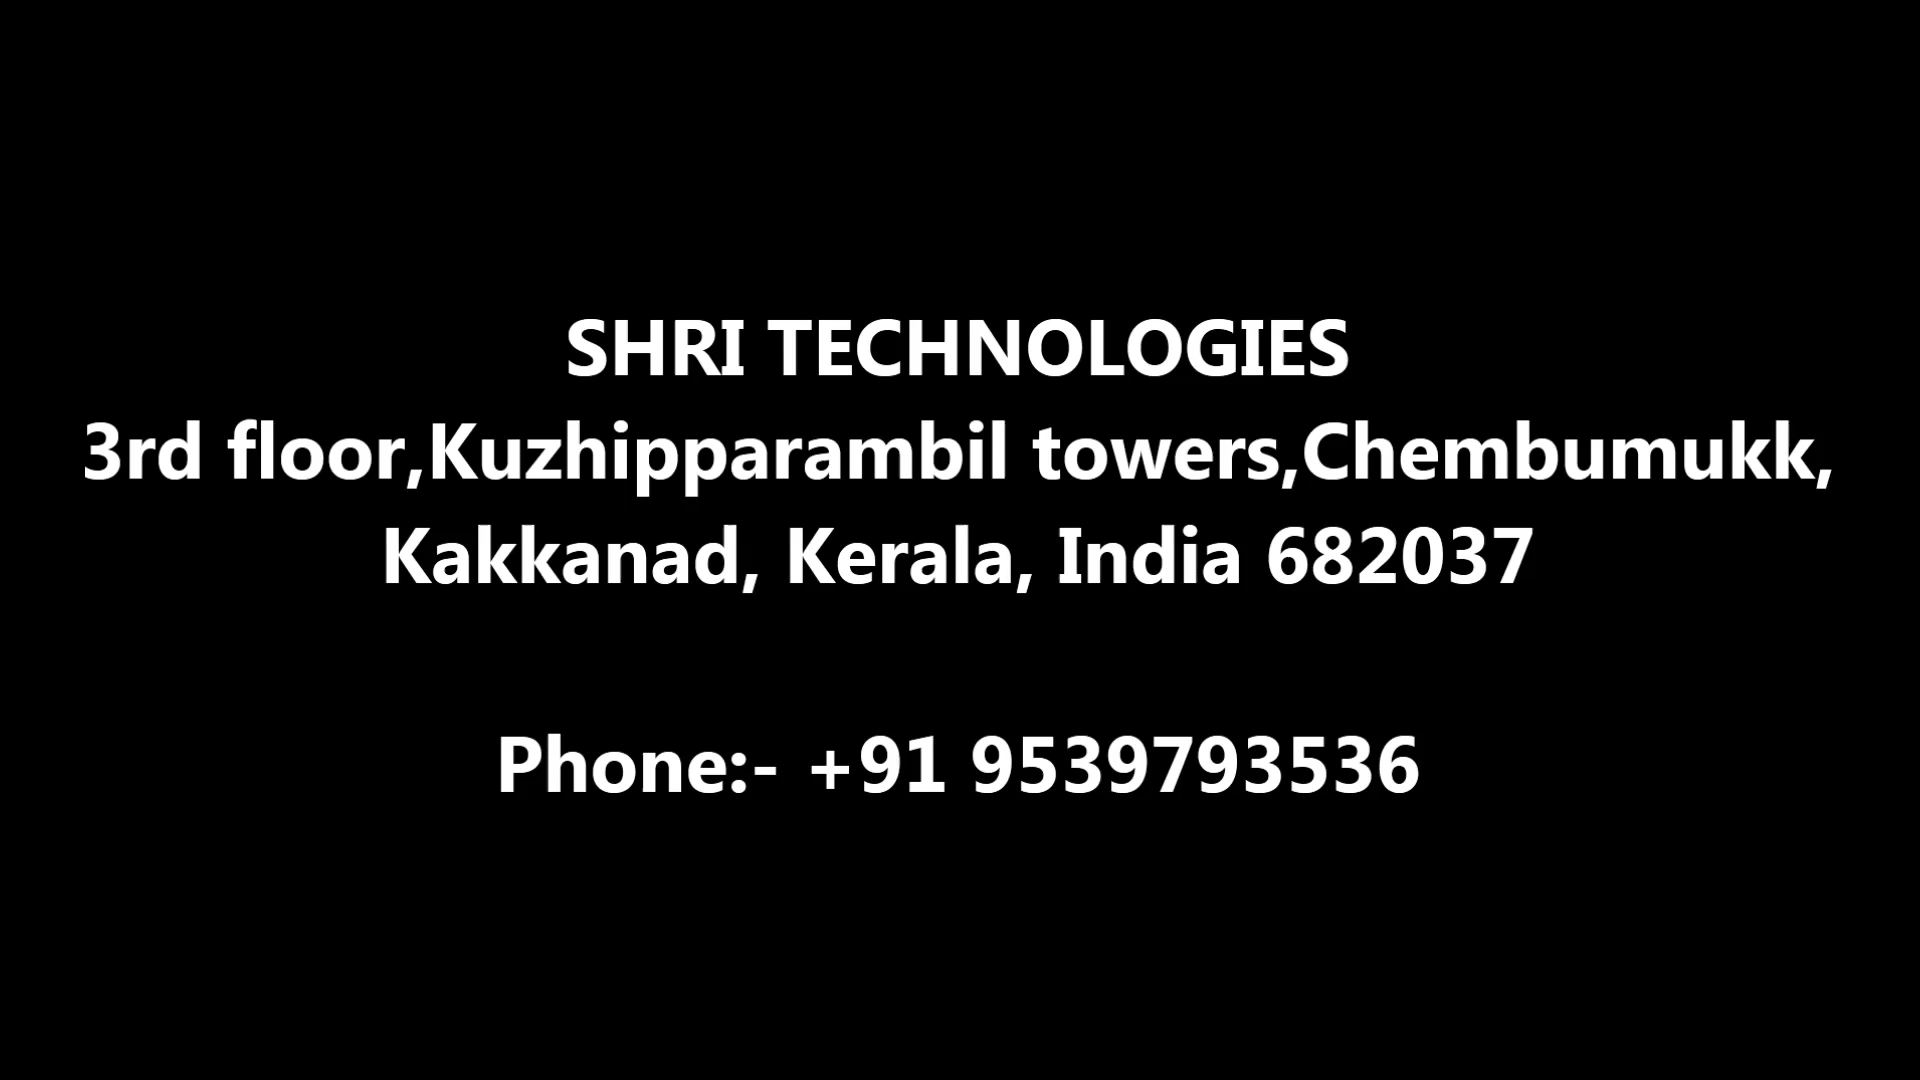 SHRI TECHNOLOGIES
3rd floor,Kuzhipparambil towers,Chembumukk,
Kakkanad, Kerala, India 682037
Phone:- +91 9539793536